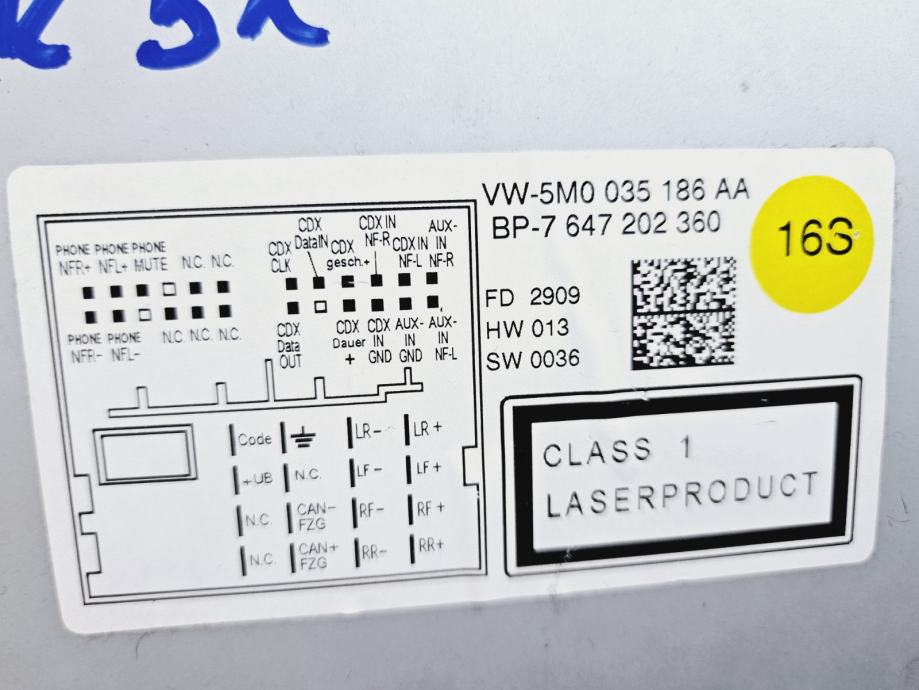 VW-5M0 035 186 AA
BP-7 647 202 360
16S
FD 2909
HW 013
SW 0036
CLASS 1
LASERPRODUCT
PHONE PHONE PHONE
NFR+ NFL+ MUTE N.C. N.C.
PHONE PHONE N.C. N.C. N.C.
NFR- NFL-
CDX CLK
CDX DataIN
CDX gesch.+
CDX IN NF-R
CDX IN NF-L
AUX-IN NF-R
CDX Data OUT
CDX Dauer +
CDX IN GND
AUX-IN GND
AUX-IN NF-L
Code LR- LR+
+UB N.C. LF- LF+
N.C. CAN- FZG RF- RF+
N.C. CAN+ FZG RR- RR+